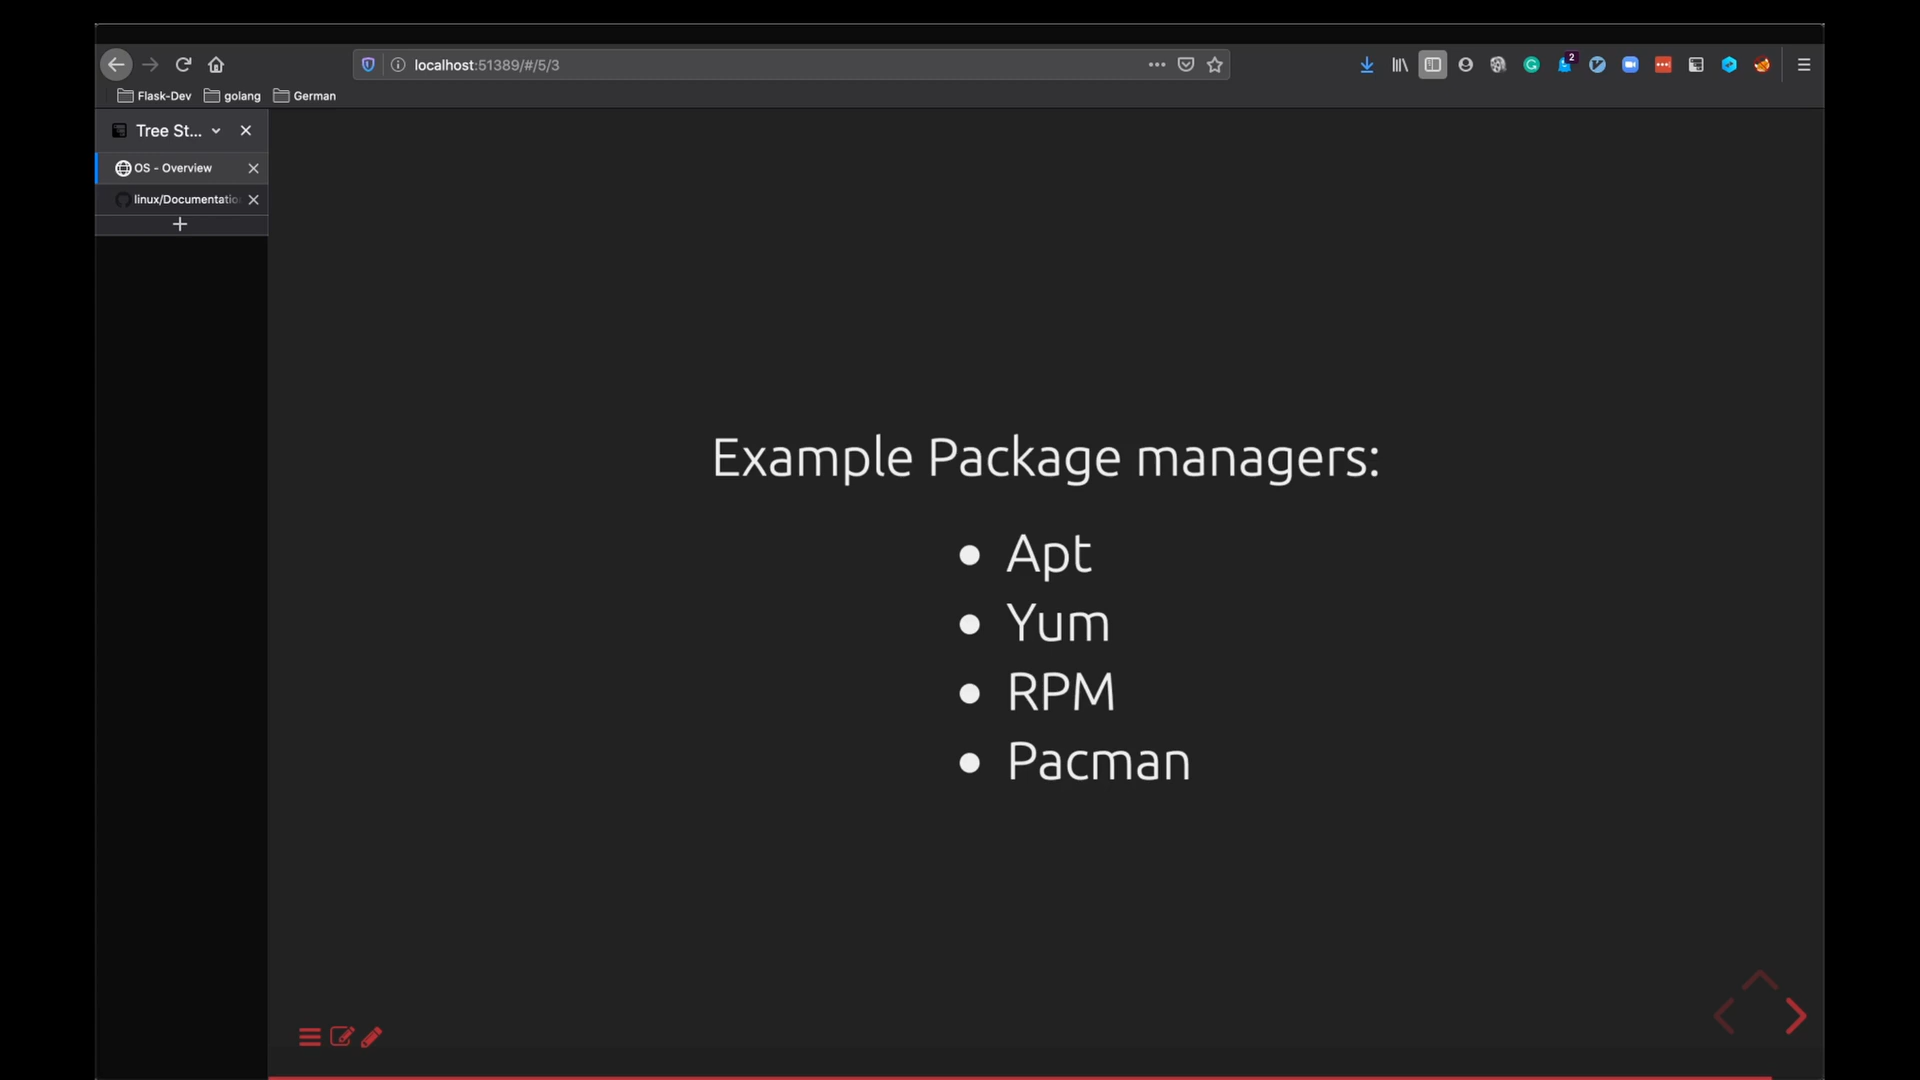 localhost:51389/#/5/3
2
Flask-Dev golang German
Tree St...
OS - Overview
linux/Documentatio
Example Package managers:
• Apt
• Yum
• RPM
• Pacman